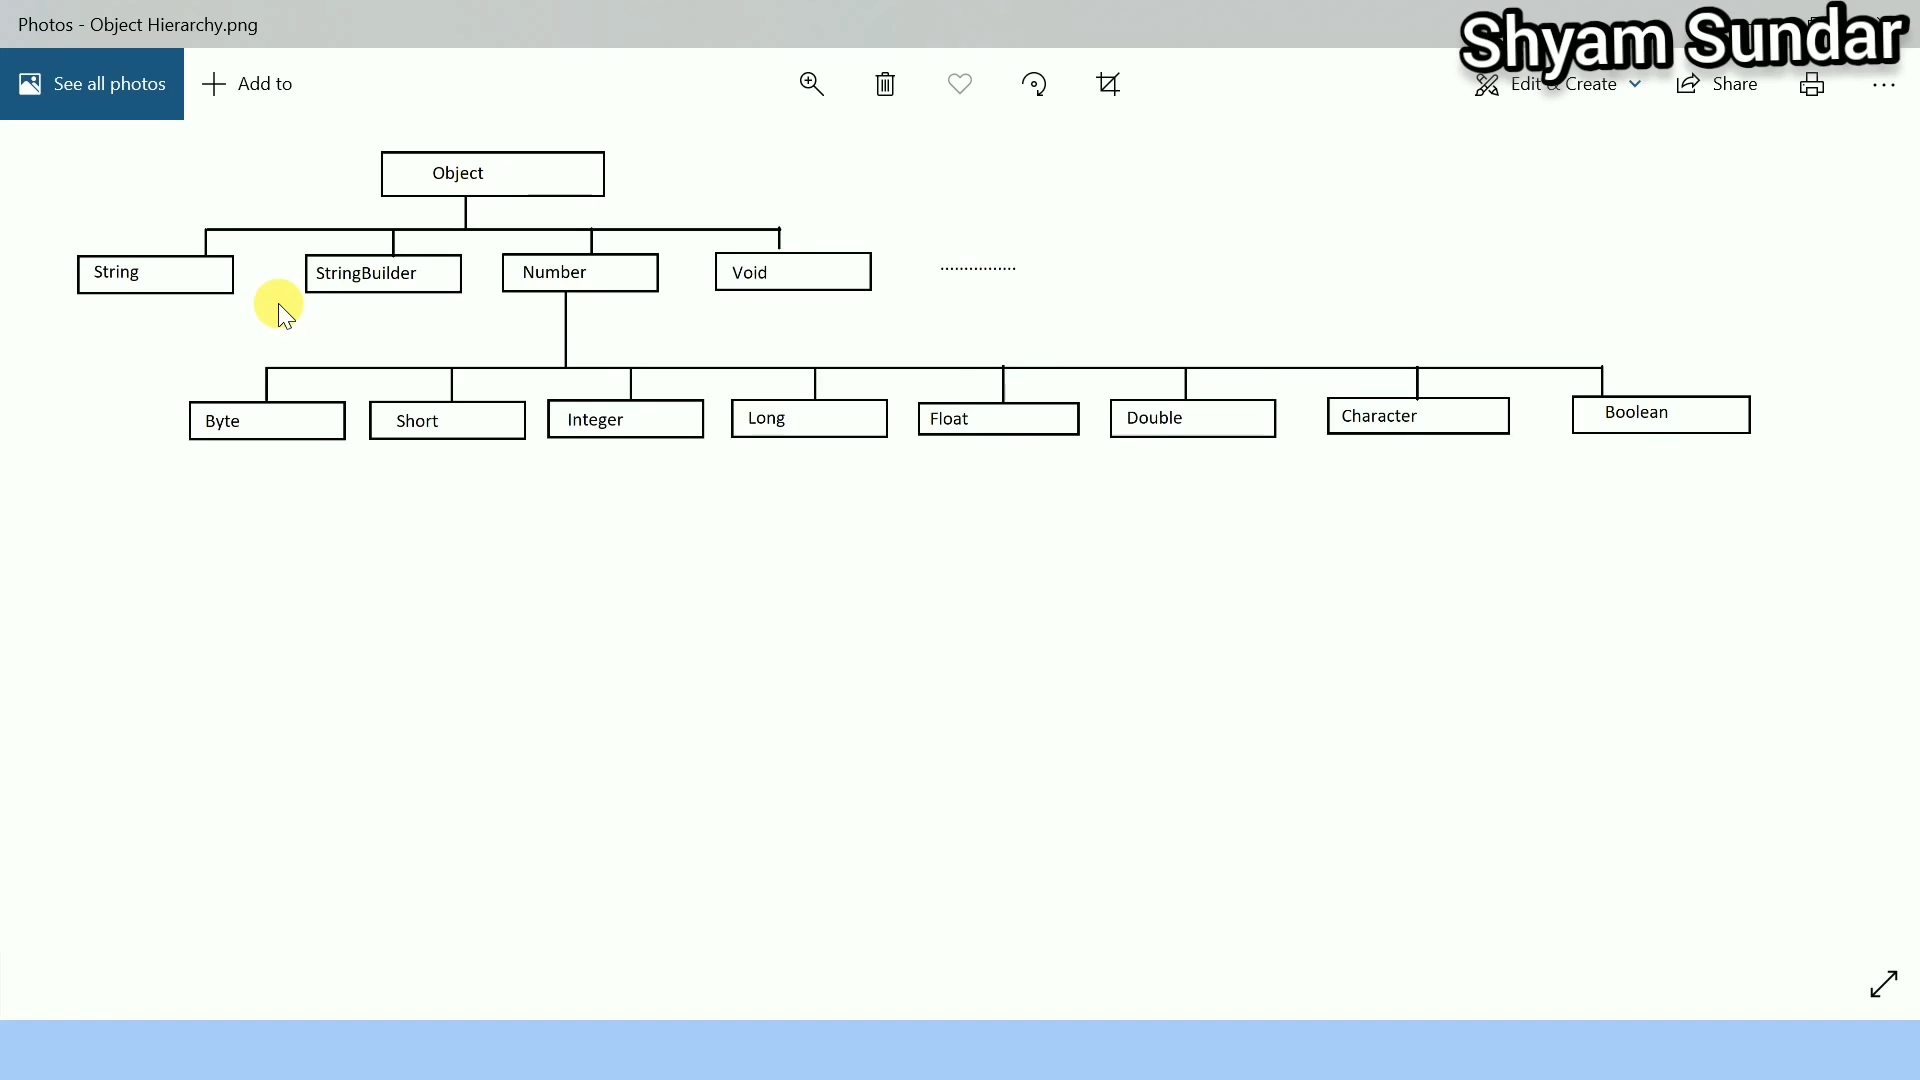 Photos - Object Hierarchy.png
Shyam Sundar
See all photos
Add to
Edit & Create
Share
Object
String
StringBuilder
Number
Void
................
Byte
Short
Integer
Long
Float
Double
Character
Boolean